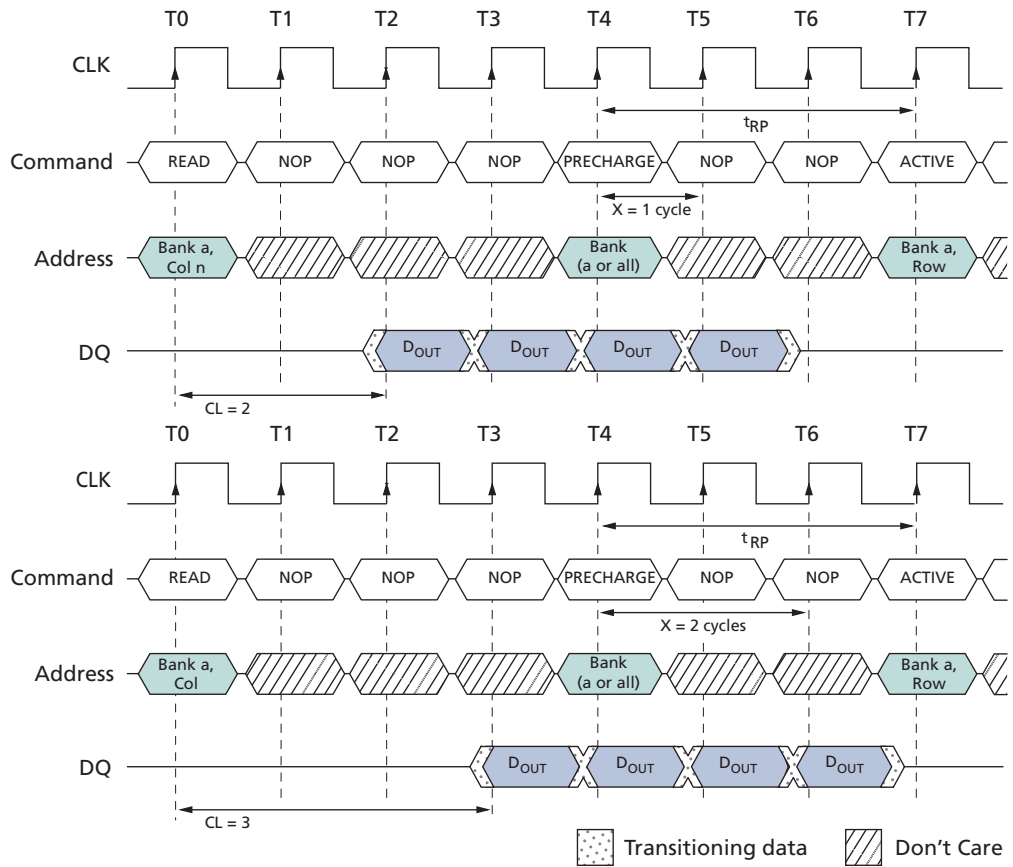 T0 T1 T2 T3 T4 T5 T6 T7
CLK
tRP
Command READ NOP NOP NOP PRECHARGE NOP NOP ACTIVE
X = 1 cycle
Address Bank a, Col n Bank (a or all) Bank a, Row
DQ DOUT DOUT DOUT DOUT
CL = 2
T0 T1 T2 T3 T4 T5 T6 T7
CLK
tRP
Command READ NOP NOP NOP PRECHARGE NOP NOP ACTIVE
X = 2 cycles
Address Bank a, Col Bank (a or all) Bank a, Row
DQ DOUT DOUT DOUT DOUT
CL = 3
Transitioning data Don't Care